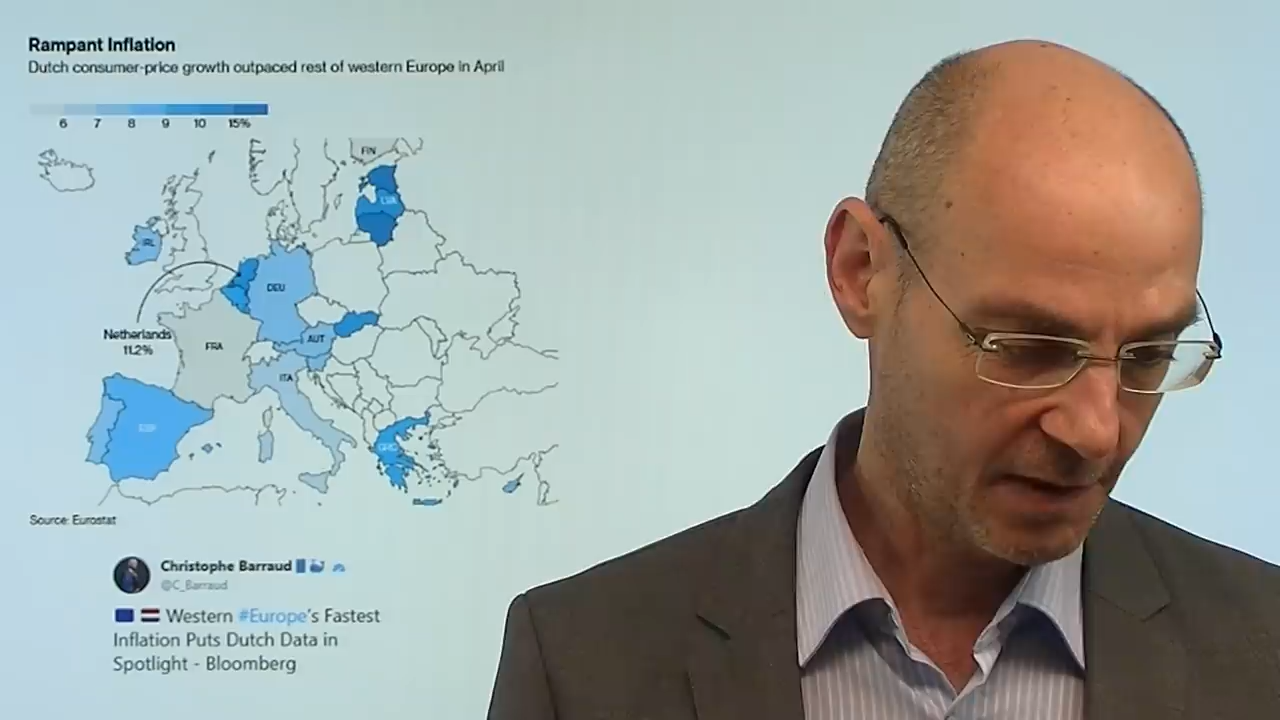 Rampant Inflation
Dutch consumer-price growth outpaced rest of western Europe in April
6 7 8 9 10 15%
FIN
LVA
IRL
DEU
Netherlands
11.2%
FRA
AUT
ITA
ESP
GRC
Source: Eurostat
Christophe Barraud
@C_Barraud
Western #Europe's Fastest
Inflation Puts Dutch Data in
Spotlight - Bloomberg